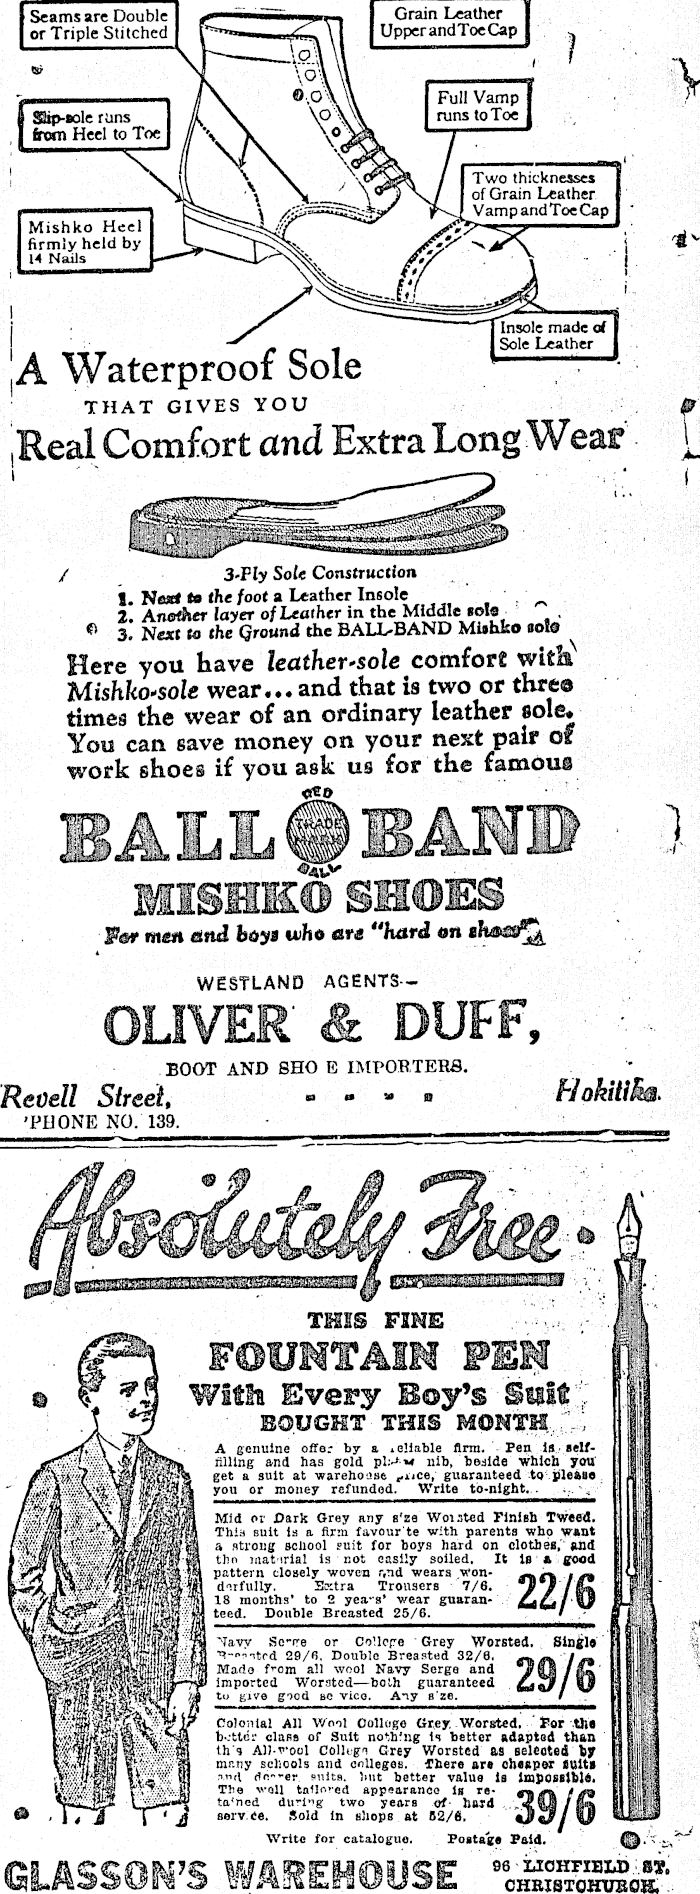 Seams are Double
or Triple Stitched
Grain Leather
Upper and Toe Cap
Slip-sole runs
from Heel to Toe
Full Vamp
runs to Toe
Two thicknesses
of Grain Leather
Vamp and Toe Cap
Mishko Heel
firmly held by
14 Nails
Insole made of
Sole Leather
A Waterproof Sole
THAT GIVES YOU
Real Comfort and Extra Long Wear
3-Ply Sole Construction
1. Next to the foot a Leather Insole
2. Another layer of Leather in the Middle sole
3. Next to the Ground the BALL-BAND Mishko sole
Here you have leather-sole comfort with
Mishko-sole wear... and that is two or three
times the wear of an ordinary leather sole.
You can save money on your next pair of
work shoes if you ask us for the famous
RED
BALL TRADE BAND
BALL
MISHKO SHOES
For men and boys who are "hard on shoes"
WESTLAND AGENTS—
OLIVER & DUFF,
BOOT AND SHO E IMPORTERS.
Revell Street, Hokitika.
'PHONE NO. 139.
Absolutely Free.
THIS FINE
FOUNTAIN PEN
With Every Boy's Suit
BOUGHT THIS MONTH
A genuine offer by a reliable firm. Pen is self-
filling and has gold nib, beside which you
get a suit at warehouse price, guaranteed to please
you or money refunded. Write to-night.
Mid or Dark Grey any size Worsted Finish Tweed.
This suit is a firm favourite with parents who want
a strong school suit for boys hard on clothes, and
the material is not easily soiled. It is a good
pattern closely woven and wears won-
derfully. Extra Trousers 7/6.
18 months' to 2 years' wear guaran-
teed. Double Breasted 25/6.
22/6
Navy Serge or College Grey Worsted. Single
Breasted 29/6, Double Breasted 32/6.
Made from all wool Navy Serge and
imported Worsted—both guaranteed
to give good service. Any size.
29/6
Colonial All Wool College Grey Worsted. For the
better class of Suit nothing is better adapted than
this All-wool College Grey Worsted as selected by
many schools and colleges. There are cheaper suits
and dearer suits, but better value is impossible.
The well tailored appearance is re-
tained during two years of hard
service. Sold in shops at 52/6.
39/6
Write for catalogue. Postage Paid.
GLASSON'S WAREHOUSE
96 LICHFIELD ST.
CHRISTCHURCH.